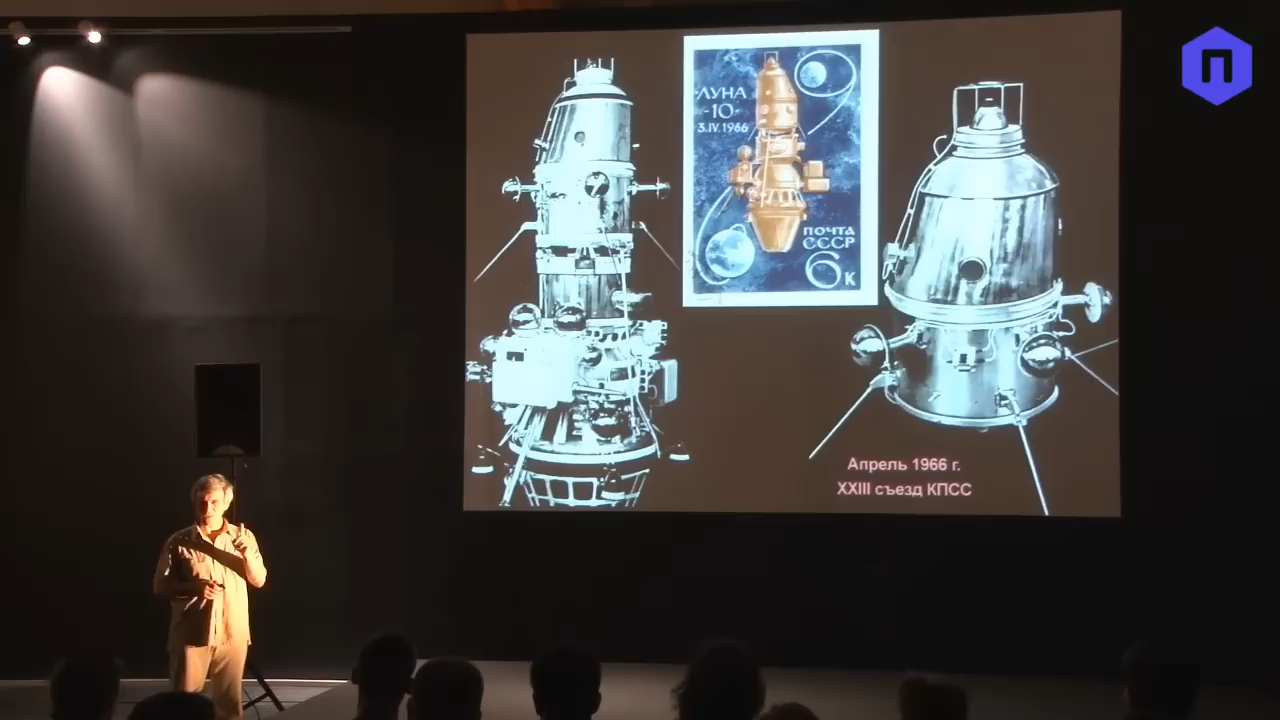 ЛУНА
-10
3.IV.1966
ПОЧТА
СССР
6к
Апрель 1966 г.
XXIII съезд КПСС
П